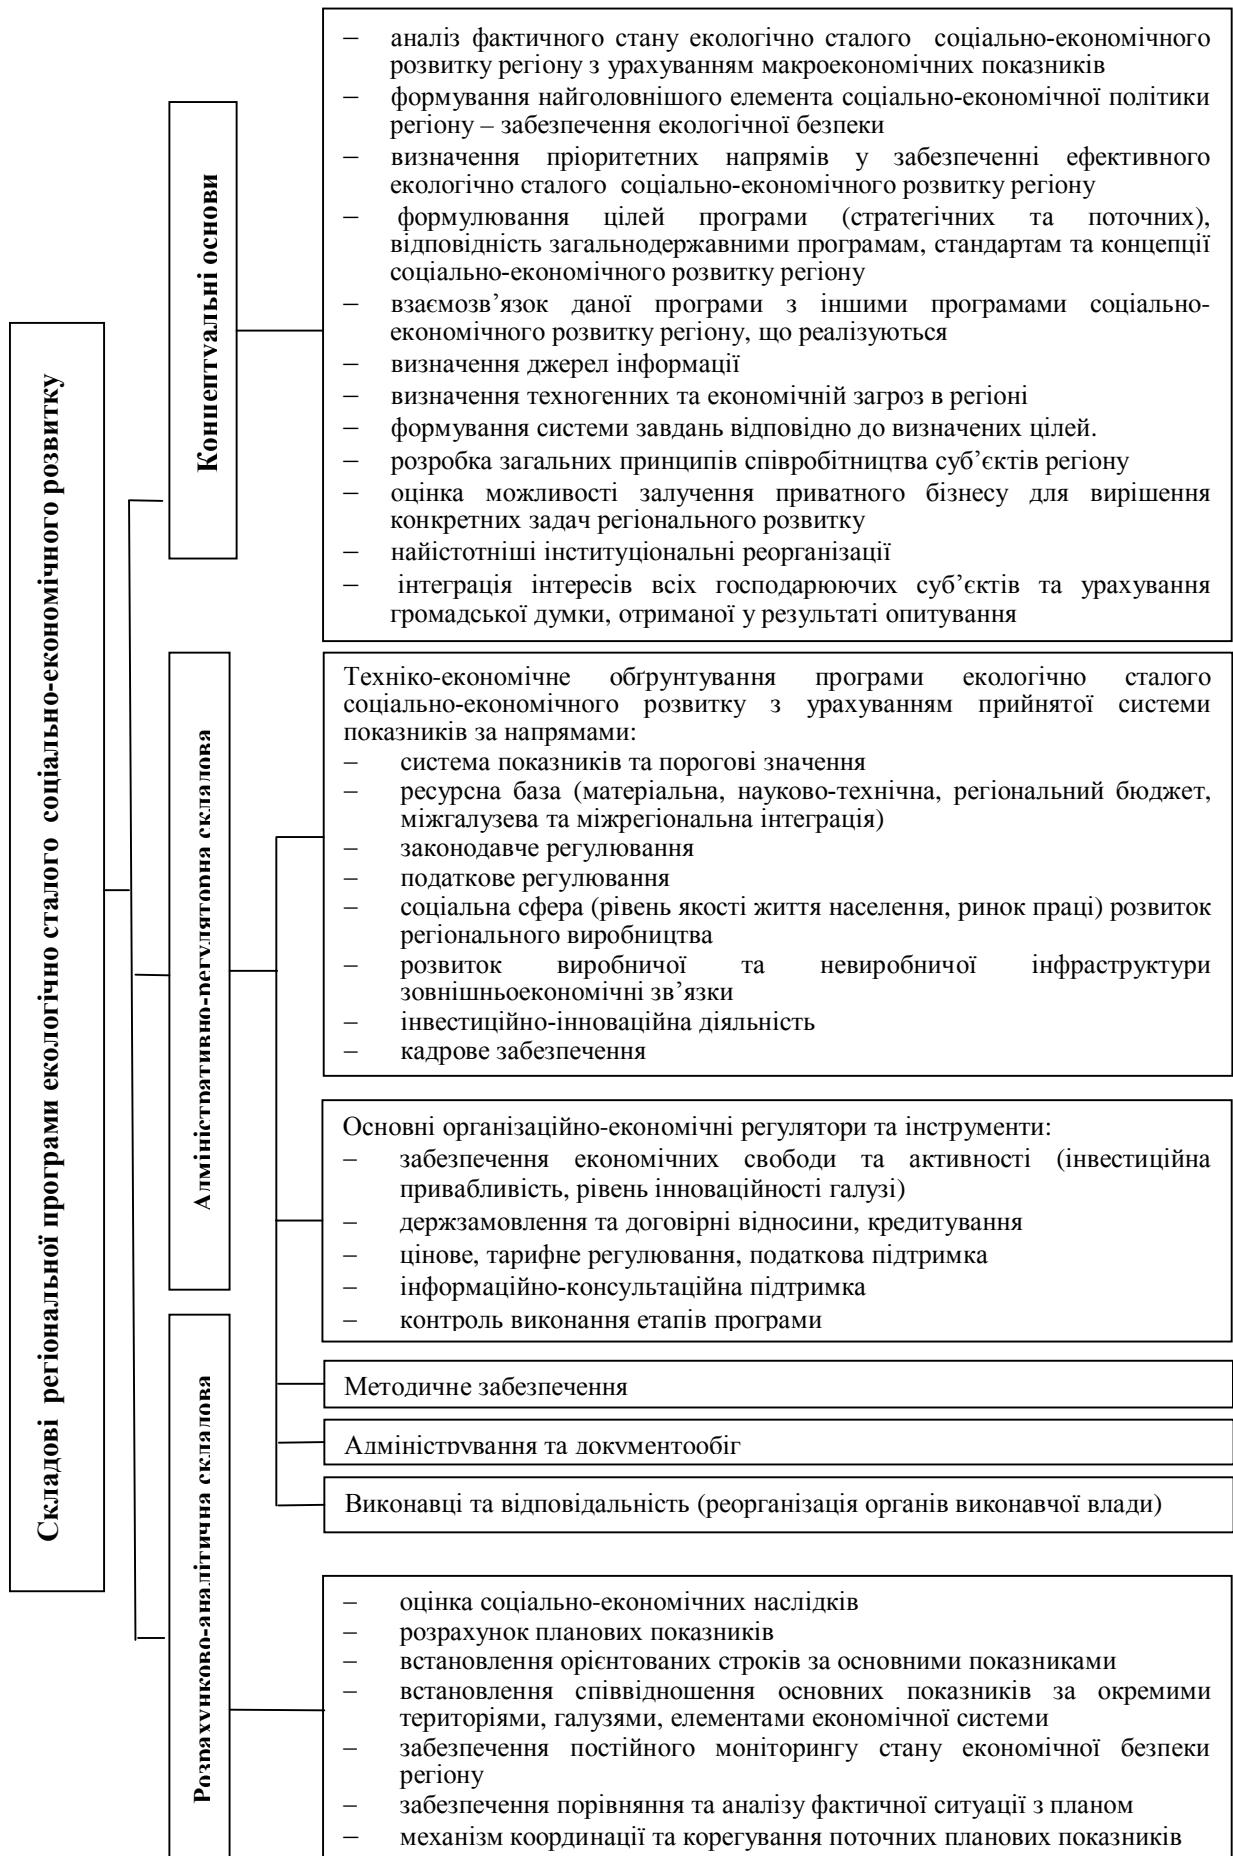 Складові регіональної програми екологічно сталого соціально-економічного розвитку
Концептуальні основи
– аналіз фактичного стану екологічно сталого соціально-економічного
розвитку регіону з урахуванням макроекономічних показників
– формування найголовнішого елемента соціально-економічної політики
регіону – забезпечення екологічної безпеки
– визначення пріоритетних напрямів у забезпеченні ефективного
екологічно сталого соціально-економічного розвитку регіону
– формулювання цілей програми (стратегічних та поточних),
відповідність загальнодержавними програмам, стандартам та концепції
соціально-економічного розвитку регіону
– взаємозв’язок даної програми з іншими програмами соціально-
економічного розвитку регіону, що реалізуються
– визначення джерел інформації
– визначення техногенних та економічній загроз в регіоні
– формування системи завдань відповідно до визначених цілей.
– розробка загальних принципів співробітництва суб’єктів регіону
– оцінка можливості залучення приватного бізнесу для вирішення
конкретних задач регіонального розвитку
– найістотніші інституціональні реорганізації
– інтеграція інтересів всіх господарюючих суб’єктів та урахування
громадської думки, отриманої у результаті опитування
Адміністративно-регуляторна складова
Техніко-економічне обґрунтування програми екологічно сталого
соціально-економічного розвитку з урахуванням прийнятої системи
показників за напрямами:
– система показників та порогові значення
– ресурсна база (матеріальна, науково-технічна, регіональний бюджет,
міжгалузева та міжрегіональна інтеграція)
– законодавче регулювання
– податкове регулювання
– соціальна сфера (рівень якості життя населення, ринок праці) розвиток
регіонального виробництва
– розвиток виробничої та невиробничої інфраструктури
зовнішньоекономічні зв’язки
– інвестиційно-інноваційна діяльність
– кадрове забезпечення
Основні організаційно-економічні регулятори та інструменти:
– забезпечення економічних свободи та активності (інвестиційна
привабливість, рівень інноваційності галузі)
– держзамовлення та договірні відносини, кредитування
– цінове, тарифне регулювання, податкова підтримка
– інформаційно-консультаційна підтримка
– контроль виконання етапів програми
Методичне забезпечення
Адміністрування та документообіг
Виконавці та відповідальність (реорганізація органів виконавчої влади)
Розрахунково-аналітична складова
– оцінка соціально-економічних наслідків
– розрахунок планових показників
– встановлення орієнтованих строків за основними показниками
– встановлення співвідношення основних показників за окремими
територіями, галузями, елементами економічної системи
– забезпечення постійного моніторингу стану економічної безпеки
регіону
– забезпечення порівняння та аналізу фактичної ситуації з планом
– механізм координації та корегування поточних планових показників